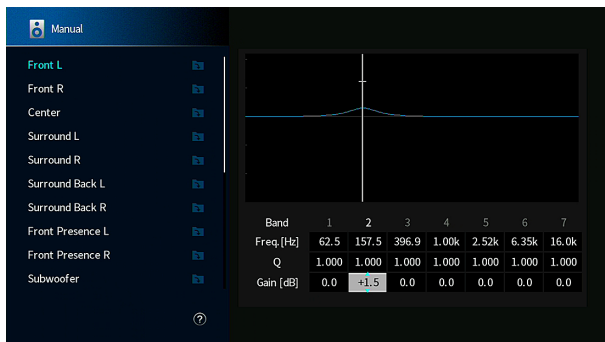 Manual
Front L
Front R
Center
Surround L
Surround R
Surround Back L
Surround Back R
Front Presence L
Front Presence R
Subwoofer
?
Band 1 2 3 4 5 6 7
Freq.[Hz] 62.5 157.5 396.9 1.00k 2.52k 6.35k 16.0k
Q 1.000 1.000 1.000 1.000 1.000 1.000 1.000
Gain [dB] 0.0 +1.5 0.0 0.0 0.0 0.0 0.0